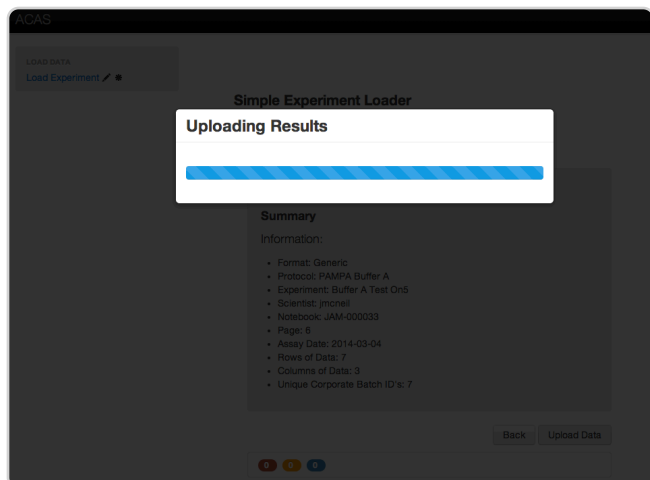 ACAS
LOAD DATA
Load Experiment
Simple Experiment Loader
Uploading Results
Summary
Information:
Format: Generic
Protocol: PAMPA Buffer A
Experiment: Buffer A Test On5
Scientist: jmcneil
Notebook: JAM-000033
Page: 6
Assay Date: 2014-03-04
Rows of Data: 7
Columns of Data: 3
Unique Corporate Batch ID's: 7
Back Upload Data
0 0 0